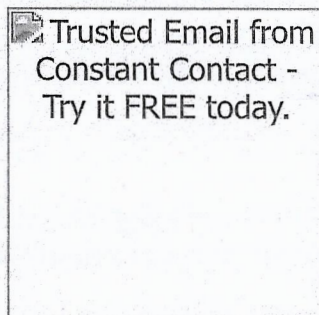 Trusted Email from
Constant Contact -
Try it FREE today.